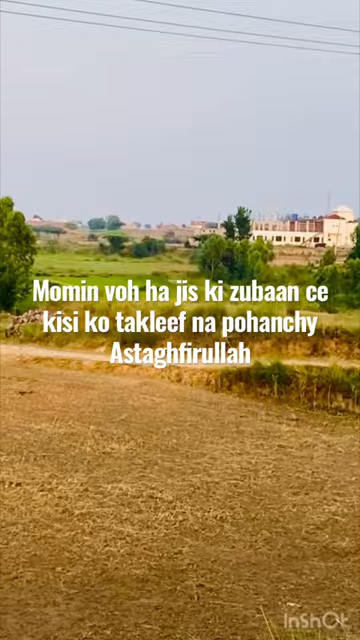 Momin voh ha jis ki zubaan ce
kisi ko takleef na pohanchy
Astaghfirullah
InShOt